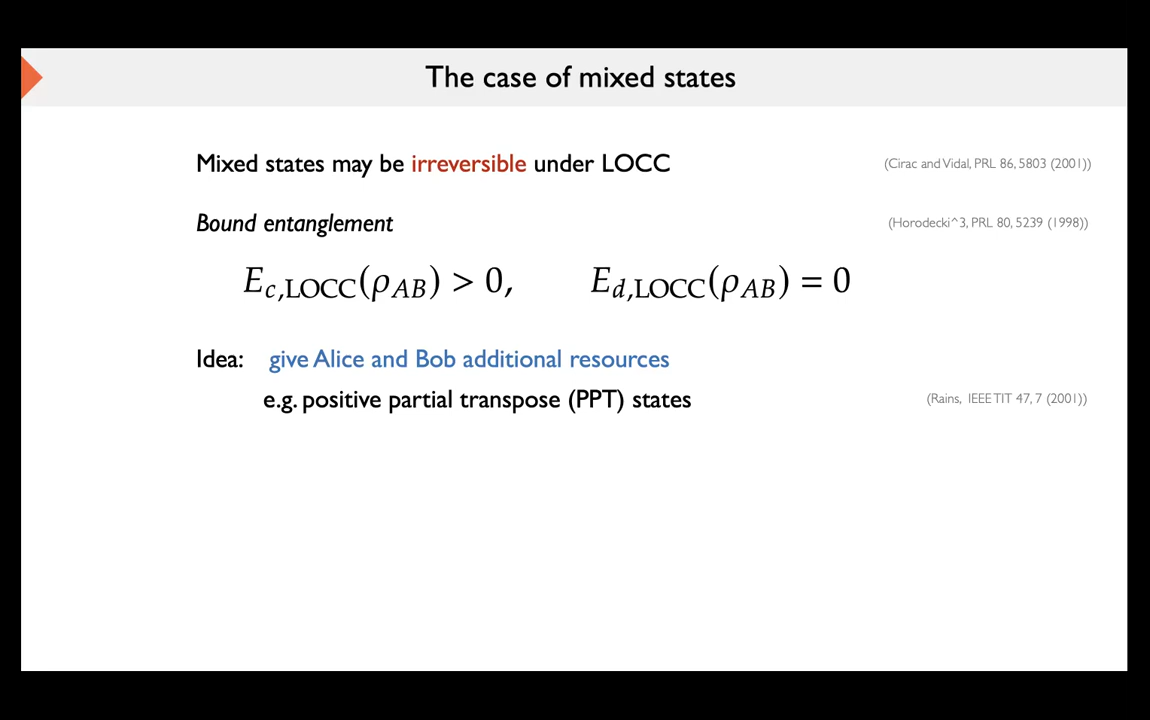 The case of mixed states
Mixed states may be irreversible under LOCC (Cirac and Vidal, PRL 86, 5803 (2001))
Bound entanglement (Horodecki^3, PRL 80, 5239 (1998))
E_{c,LOCC}(ρ_{AB}) > 0, E_{d,LOCC}(ρ_{AB}) = 0
Idea: give Alice and Bob additional resources
e.g. positive partial transpose (PPT) states (Rains, IEEE TIT 47, 7 (2001))